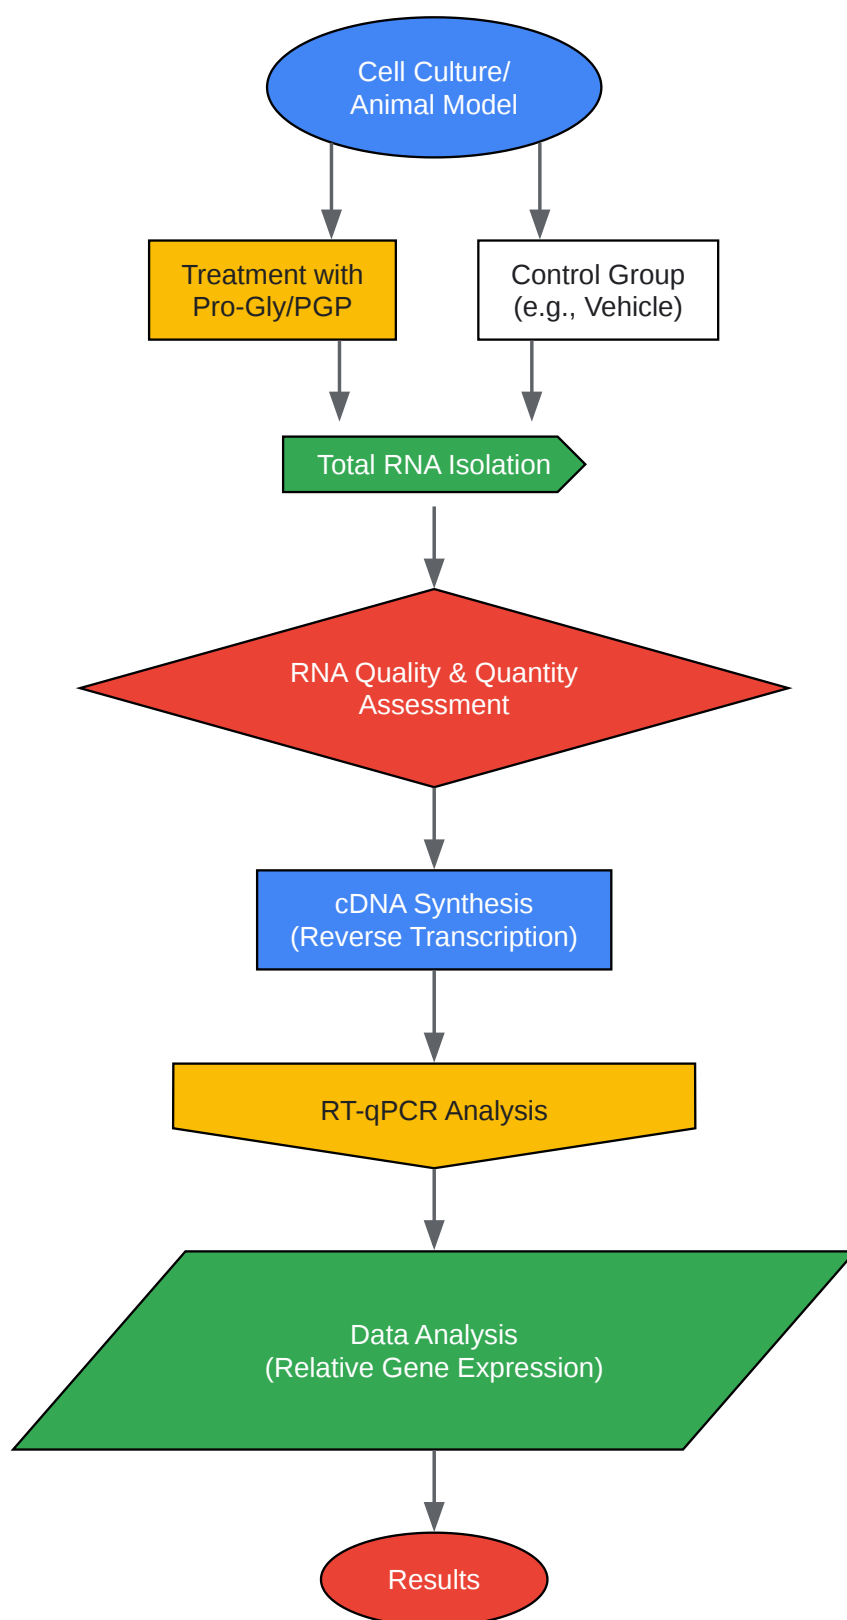 Cell Culture/
Animal Model
Treatment with
Pro-Gly/PGP
Control Group
(e.g., Vehicle)
Total RNA Isolation
RNA Quality & Quantity
Assessment
cDNA Synthesis
(Reverse Transcription)
RT-qPCR Analysis
Data Analysis
(Relative Gene Expression)
Results